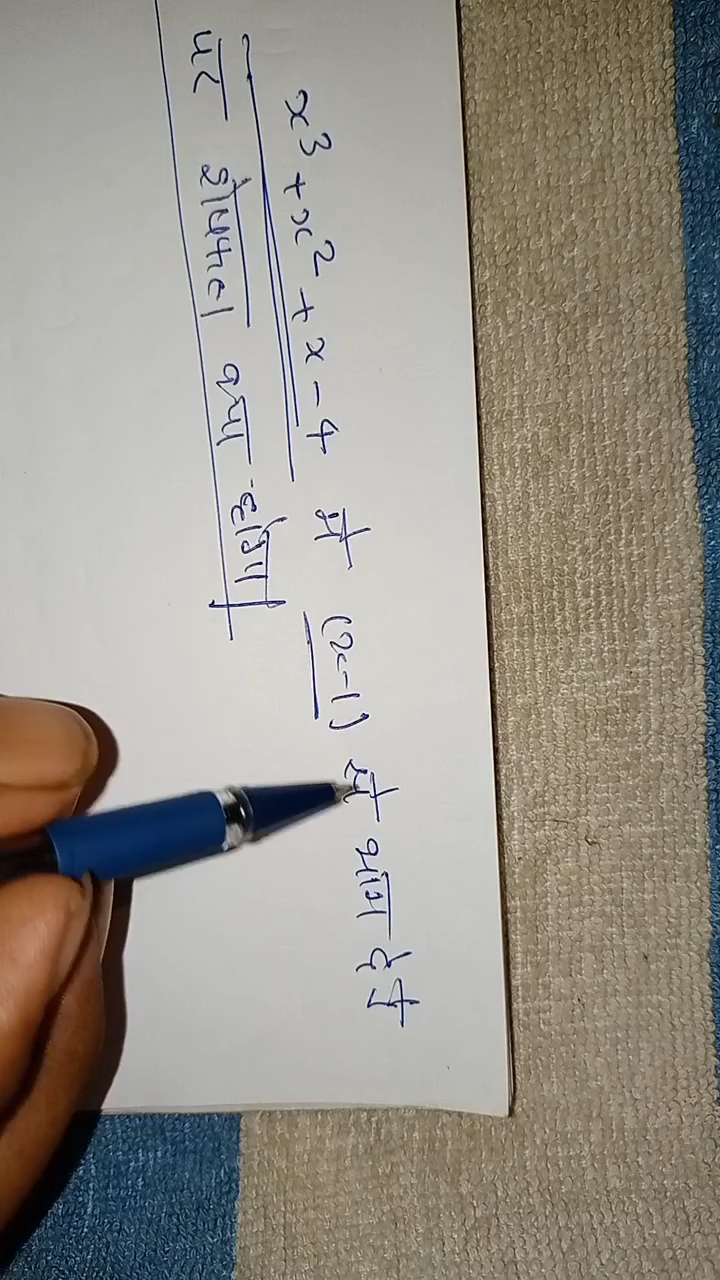 x³ + x² + x - 4 में (x-1) से भाग देने
पर शेषफल क्या होगा